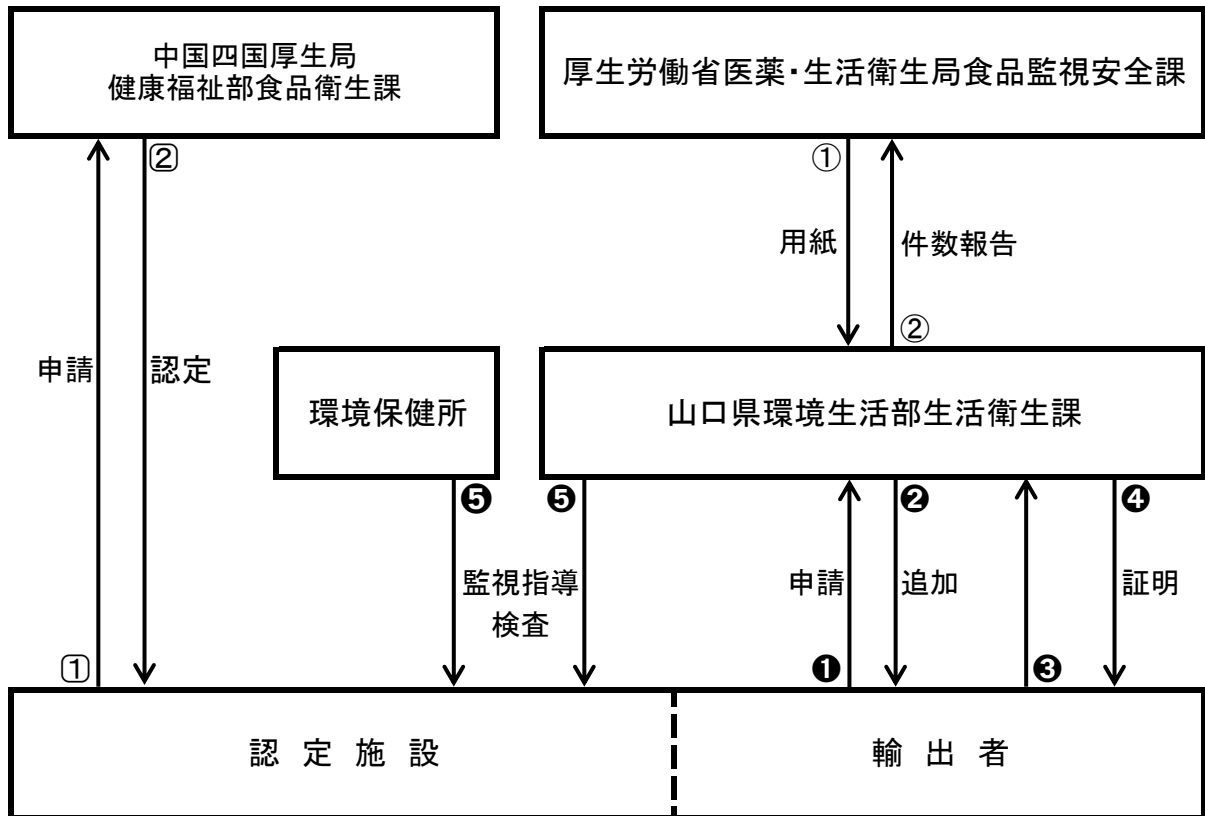 中国四国厚生局
健康福祉部食品衛生課
厚生労働省医薬・生活衛生局食品監視安全課
②
①
用紙
件数報告
②
申請
認定
環境保健所
山口県環境生活部生活衛生課
❺
❺
❷
❹
監視指導
検査
申請
追加
証明
①
❶
❸
認定施設
輸出者